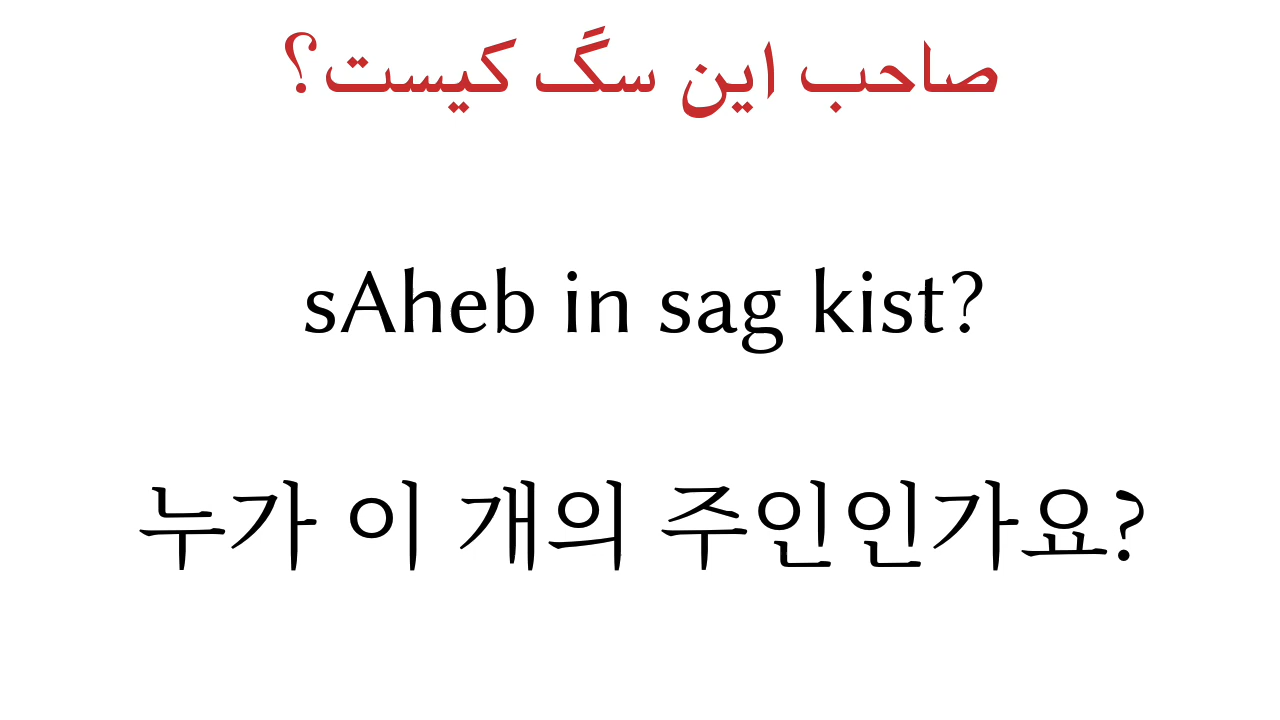 صاحب این سگ کیست؟
sAheb in sag kist?
누가 이 개의 주인인가요?